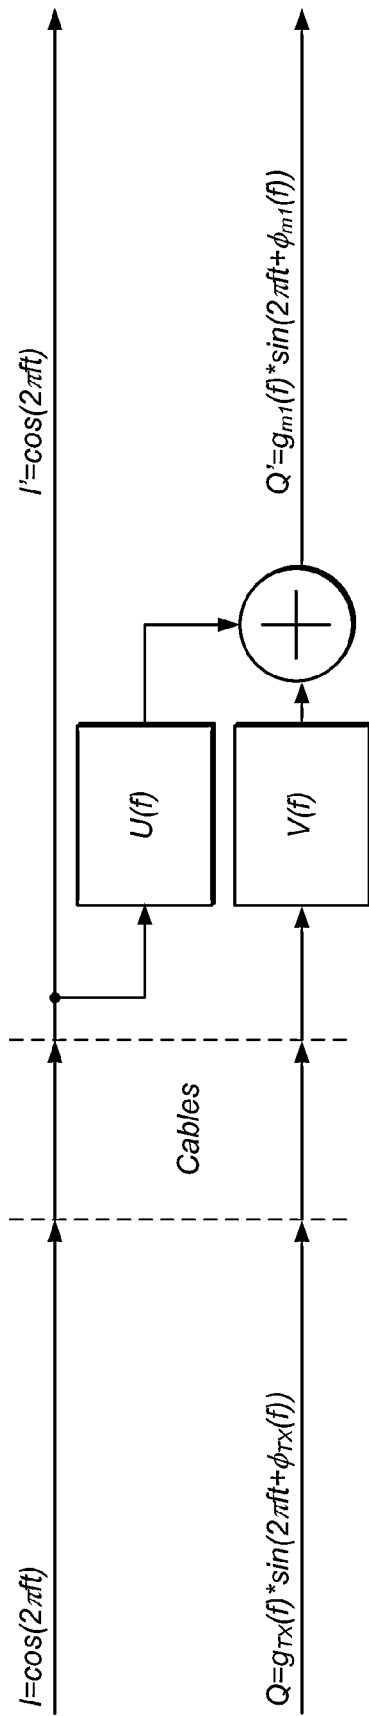 I=cos(2πft)
Q=g_TX(f)*sin(2πft+ϕ_TX(f))
Cables
U(f)
V(f)
I'=cos(2πft)
Q'=g_m1(f)*sin(2πft+ϕ_m1(f))